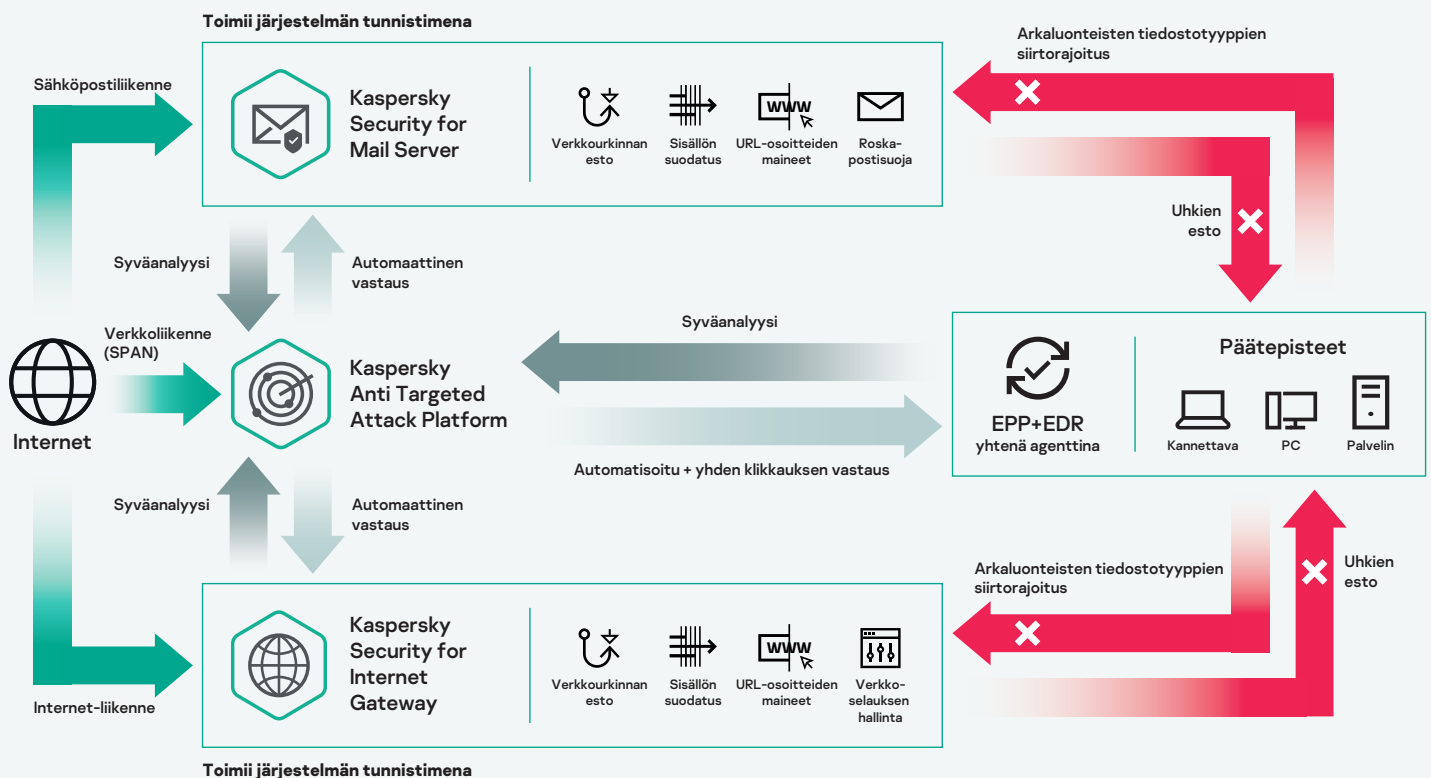 Toimii järjestelmän tunnistimena
Sähköpostiliikenne
Kaspersky
Security for
Mail Server
Verkkourkinnan
esto
Sisällön
suodatus
www
URL-osoitteiden
maineet
Roska-
postisuoja
Arkaluonteisten tiedostotyyppien
siirtorajoitus
Uhkien
esto
Syväanalyysi
Automaattinen
vastaus
Internet
Verkkoliikenne
(SPAN)
Kaspersky
Anti Targeted
Attack Platform
Syväanalyysi
Automatisoitu + yhden klikkauksen vastaus
EPP+EDR
yhtenä agenttina
Päätepisteet
Kannettava
PC
Palvelin
Syväanalyysi
Automaattinen
vastaus
Internet-liikenne
Kaspersky
Security for
Internet
Gateway
Verkkourkinnan
esto
Sisällön
suodatus
www
URL-osoitteiden
maineet
Verkko-
selauksen
hallinta
Arkaluonteisten tiedostotyyppien
siirtorajoitus
Uhkien
esto
Toimii järjestelmän tunnistimena